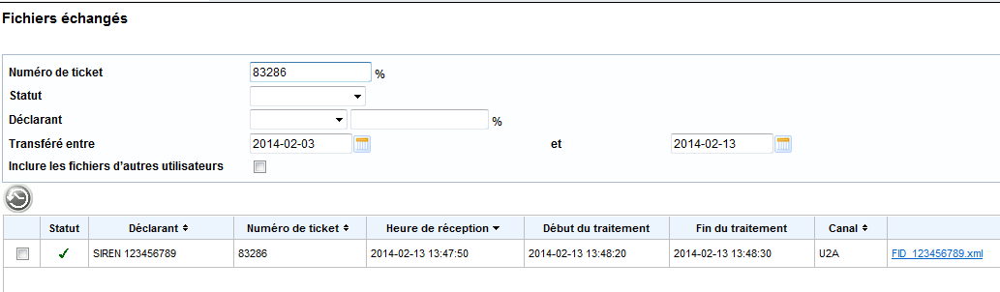 Fichiers échangés
Numéro de ticket 83286 %
Statut
Déclarant %
Transféré entre 2014-02-03 et 2014-02-13
Inclure les fichiers d'autres utilisateurs
Statut Déclarant Numéro de ticket Heure de réception Début du traitement Fin du traitement Canal
SIREN 123456789 83286 2014-02-13 13:47:50 2014-02-13 13:48:20 2014-02-13 13:48:30 U2A FID_123456789.xml